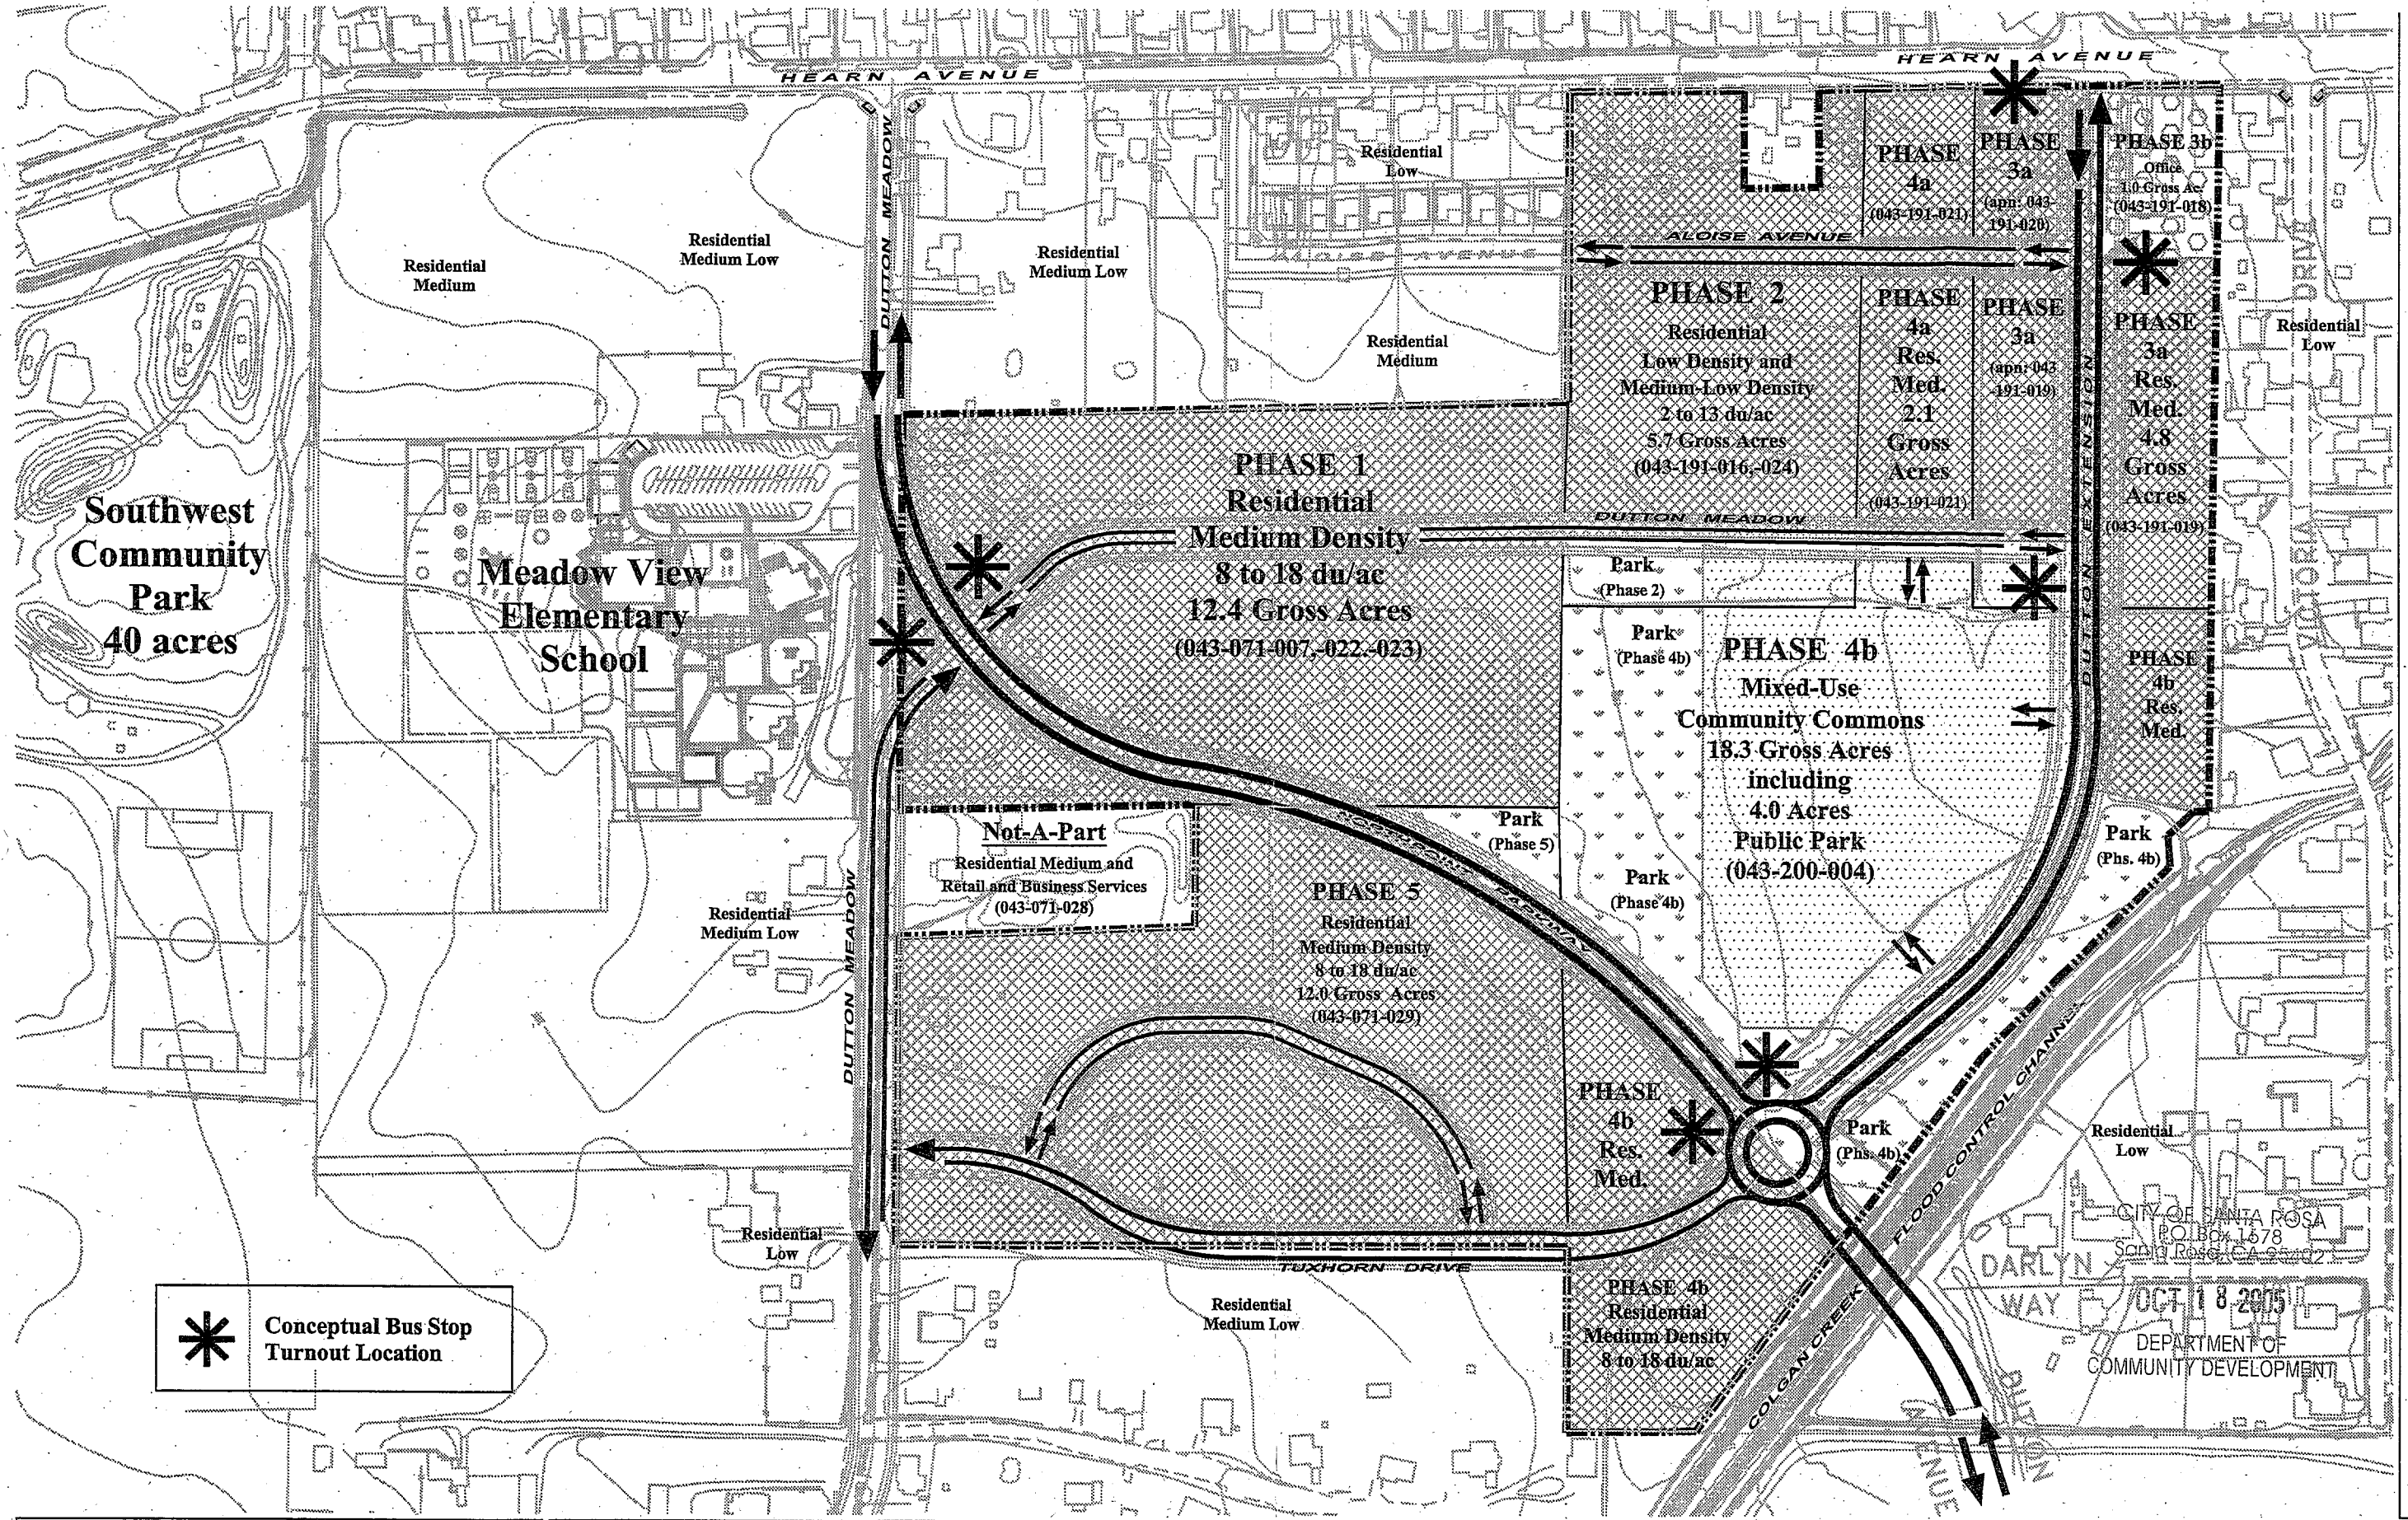 HEARN AVENUE
HEARN AVENUE
DUTTON MEADOW
Residential
Low
PHASE
4a
(043-191-021)
PHASE
3a
(apn: 043-
191-020)
PHASE 3b
Office
1.0 Gross Ac.
(043-191-018)
Residential
Medium
Residential
Medium Low
Residential
Medium Low
ALOISE AVENUE
ALOISE AVENUE
Residential
Medium
PHASE 2
Residential
Low Density and
Medium-Low Density
2 to 13 du/ac
5.7 Gross Acres
(043-191-016,-024)
PHASE
4a
Res.
Med.
2.1
Gross
Acres
(043-191-021)
PHASE
3a
(apn: 043
-191-019)
DUTTON EXTENSION
PHASE
3a
Res.
Med.
4.8
Gross
Acres
(043-191-019)
VICTORIA DRIVE
Residential
Low
Southwest
Community
Park
40 acres
Meadow View
Elementary
School
PHASE 1
Residential
Medium Density
8 to 18 du/ac
12.4 Gross Acres
(043-071-007,-022,-023)
DUTTON MEADOW
Park
(Phase 2)
Park
(Phase 4b)
PHASE 4b
Mixed-Use
Community Commons
18.3 Gross Acres
including
4.0 Acres
Public Park
(043-200-004)
DUTTON EXTENSION
PHASE
4b
Res.
Med.
Not-A-Part
Residential Medium and
Retail and Business Services
(043-071-028)
NORTHPOINT PARKWAY
Park
(Phase 5)
Park
(Phase 4b)
Park
(Phs. 4b)
Residential
Medium Low
DUTTON MEADOW
PHASE 5
Residential
Medium Density
8 to 18 du/ac
12.0 Gross Acres
(043-071-029)
PHASE
4b
Res.
Med.
Park
(Phs. 4b)
COLGAN CREEK FLOOD CONTROL CHANNEL
Residential
Low
Residential
Low
TUXHORN DRIVE
Residential
Medium Low
PHASE 4b
Residential
Medium Density
8 to 18 du/ac
DARLYN
WAY
CITY OF SANTA ROSA
P.O. Box 1678
Santa Rosa, CA 95402
OCT 18 2005
DEPARTMENT OF
COMMUNITY DEVELOPMENT
DUTTON
AVENUE
Conceptual Bus Stop
Turnout Location